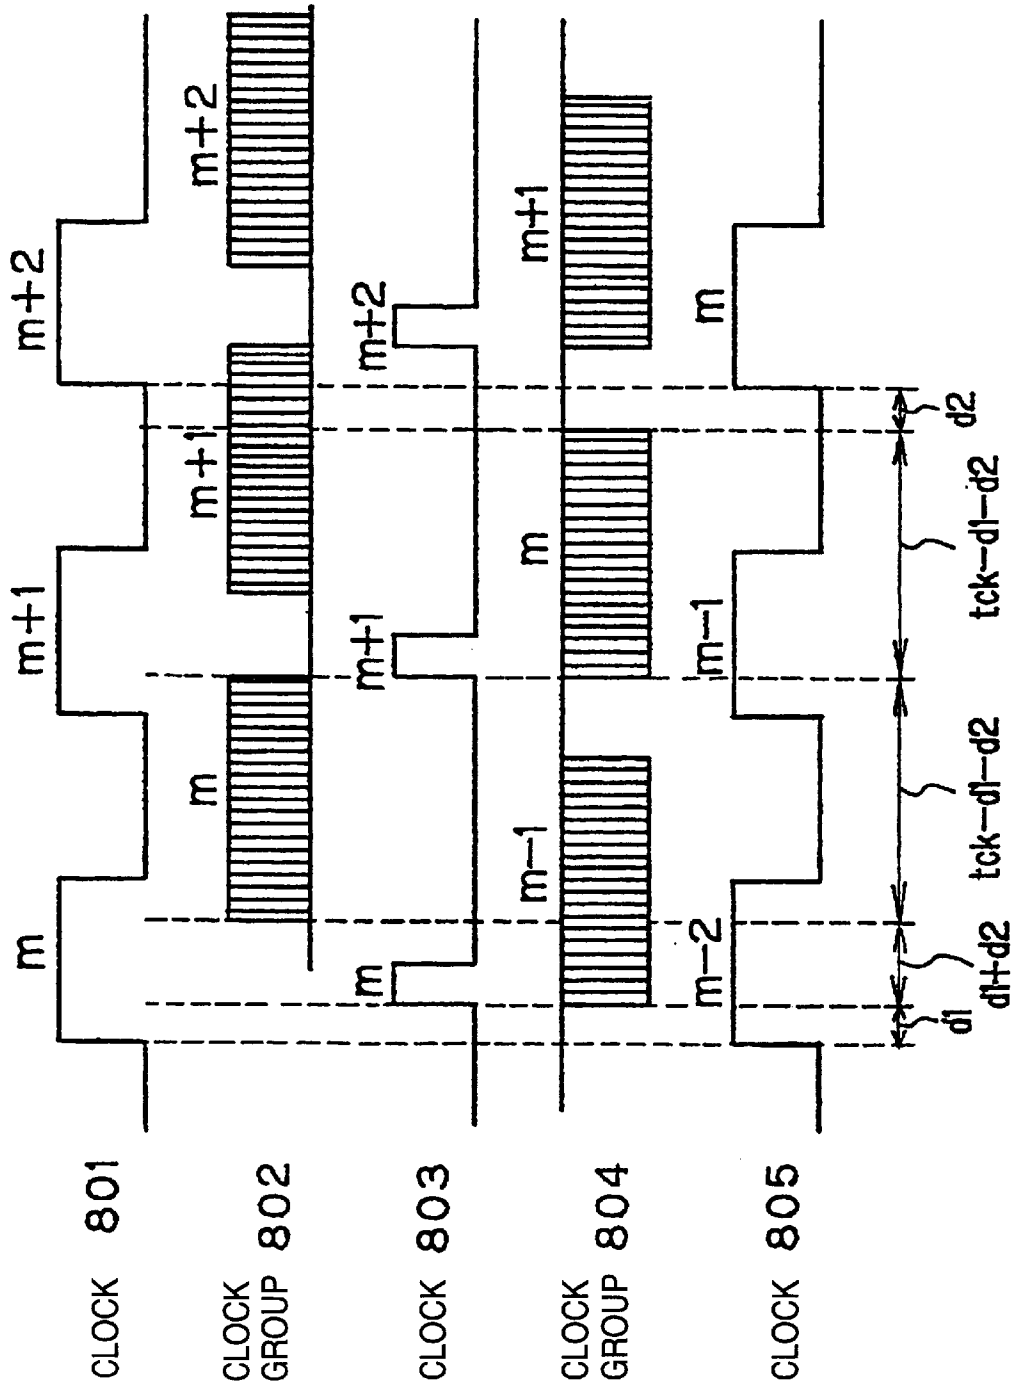 CLOCK 801
m
m+1
m+2
CLOCK
GROUP 802
m
m+1
m+2
CLOCK 803
m
m+1
m+2
CLOCK
GROUP 804
m−1
m
m+1
CLOCK 805
m−2
m−1
m
d1
d1+d2
tck−d1−d2
tck−d1−d2
d2